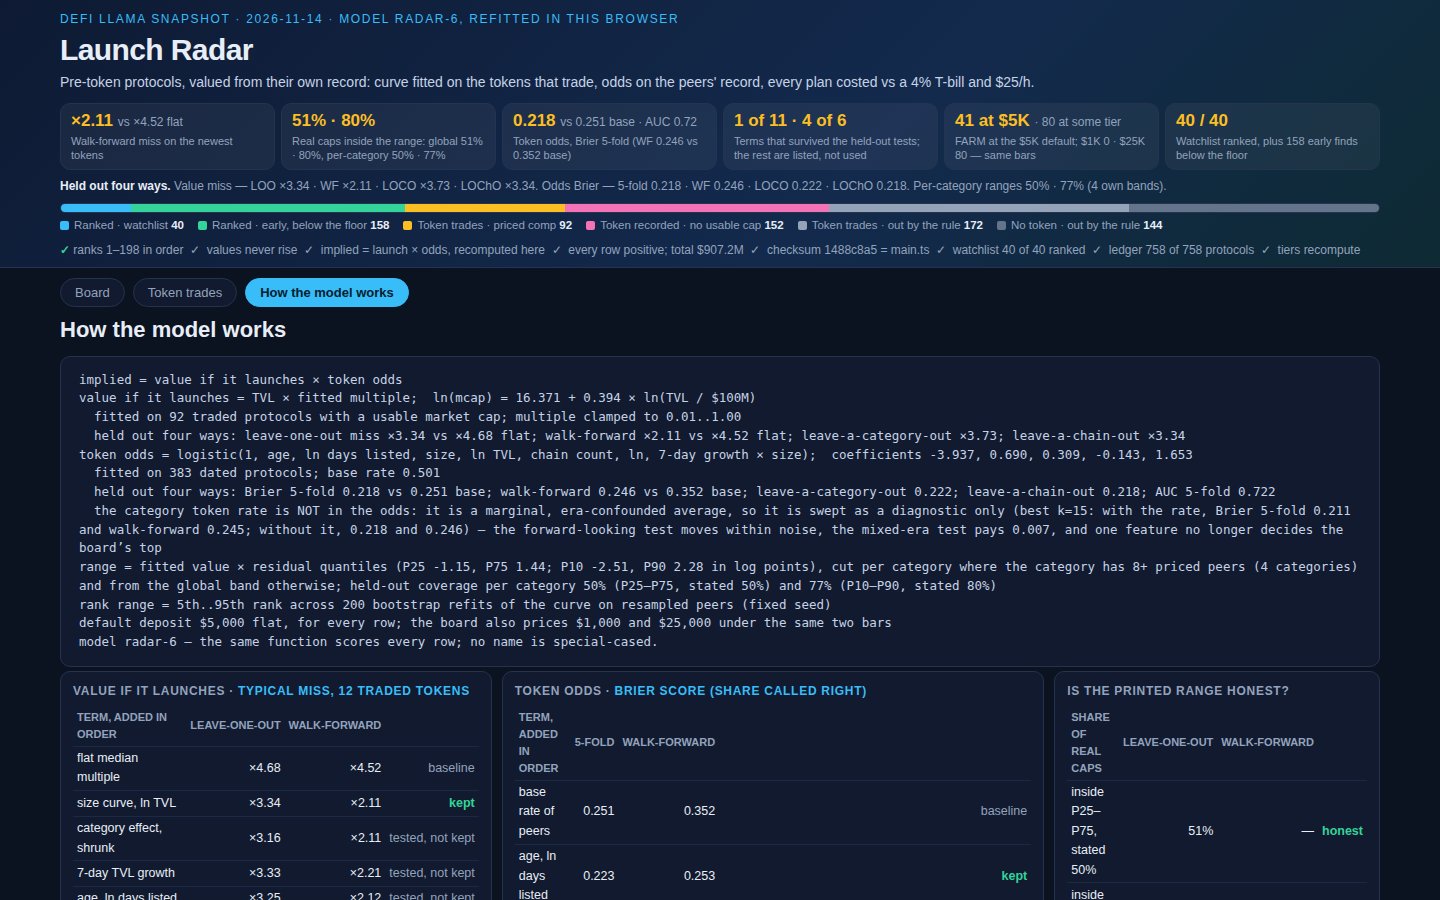 DEFI LLAMA SNAPSHOT · 2026-11-14 · MODEL RADAR-6, REFITTED IN THIS BROWSER
Launch Radar
Pre-token protocols, valued from their own record: curve fitted on the tokens that trade, odds on the peers' record, every plan costed vs a 4% T-bill and $25/h.
×2.11 vs ×4.52 flat
Walk-forward miss on the newest
tokens
51% · 80%
Real caps inside the range: global 51%
· 80%, per-category 50% · 77%
0.218 vs 0.251 base · AUC 0.72
Token odds, Brier 5-fold (WF 0.246 vs
0.352 base)
1 of 11 · 4 of 6
Terms that survived the held-out tests;
the rest are listed, not used
41 at $5K · 80 at some tier
FARM at the $5K default; $1K 0 · $25K
80 — same bars
40 / 40
Watchlist ranked, plus 158 early finds
below the floor
Held out four ways. Value miss — LOO ×3.34 · WF ×2.11 · LOCO ×3.73 · LOChO ×3.34. Odds Brier — 5-fold 0.218 · WF 0.246 · LOCO 0.222 · LOChO 0.218. Per-category ranges 50% · 77% (4 own bands).
Ranked · watchlist 40 Ranked · early, below the floor 158 Token trades · priced comp 92 Token recorded · no usable cap 152 Token trades · out by the rule 172 No token · out by the rule 144
✓ ranks 1–198 in order ✓ values never rise ✓ implied = launch × odds, recomputed here ✓ every row positive; total $907.2M ✓ checksum 1488c8a5 = main.ts ✓ watchlist 40 of 40 ranked ✓ ledger 758 of 758 protocols ✓ tiers recompute
Board Token trades How the model works
How the model works
implied = value if it launches × token odds
value if it launches = TVL × fitted multiple; ln(mcap) = 16.371 + 0.394 × ln(TVL / $100M)
fitted on 92 traded protocols with a usable market cap; multiple clamped to 0.01..1.00
held out four ways: leave-one-out miss ×3.34 vs ×4.68 flat; walk-forward ×2.11 vs ×4.52 flat; leave-a-category-out ×3.73; leave-a-chain-out ×3.34
token odds = logistic(1, age, ln days listed, size, ln TVL, chain count, ln, 7-day growth × size); coefficients -3.937, 0.690, 0.309, -0.143, 1.653
fitted on 383 dated protocols; base rate 0.501
held out four ways: Brier 5-fold 0.218 vs 0.251 base; walk-forward 0.246 vs 0.352 base; leave-a-category-out 0.222; leave-a-chain-out 0.218; AUC 5-fold 0.722
the category token rate is NOT in the odds: it is a marginal, era-confounded average, so it is swept as a diagnostic only (best k=15: with the rate, Brier 5-fold 0.211
and walk-forward 0.245; without it, 0.218 and 0.246) — the forward-looking test moves within noise, the mixed-era test pays 0.007, and one feature no longer decides the
board’s top
range = fitted value × residual quantiles (P25 -1.15, P75 1.44; P10 -2.51, P90 2.28 in log points), cut per category where the category has 8+ priced peers (4 categories)
and from the global band otherwise; held-out coverage per category 50% (P25–P75, stated 50%) and 77% (P10–P90, stated 80%)
rank range = 5th..95th rank across 200 bootstrap refits of the curve on resampled peers (fixed seed)
default deposit $5,000 flat, for every row; the board also prices $1,000 and $25,000 under the same two bars
model radar-6 — the same function scores every row; no name is special-cased.
VALUE IF IT LAUNCHES · TYPICAL MISS, 12 TRADED TOKENS
TERM, ADDED IN
ORDER
LEAVE-ONE-OUT WALK-FORWARD
flat median
multiple
×4.68 ×4.52 baseline
size curve, ln TVL ×3.34 ×2.11 kept
category effect,
shrunk
×3.16 ×2.11 tested, not kept
7-day TVL growth ×3.33 ×2.21 tested, not kept
age, ln days listed ×3.25 ×2.12 tested, not kept
TOKEN ODDS · BRIER SCORE (SHARE CALLED RIGHT)
TERM,
ADDED
IN
ORDER
5-FOLD WALK-FORWARD
base
rate of
peers
0.251 0.352 baseline
age, ln
days
listed
0.223 0.253 kept
IS THE PRINTED RANGE HONEST?
SHARE
OF
REAL
CAPS
LEAVE-ONE-OUT WALK-FORWARD
inside
P25–
P75,
stated
50%
51% — honest
inside